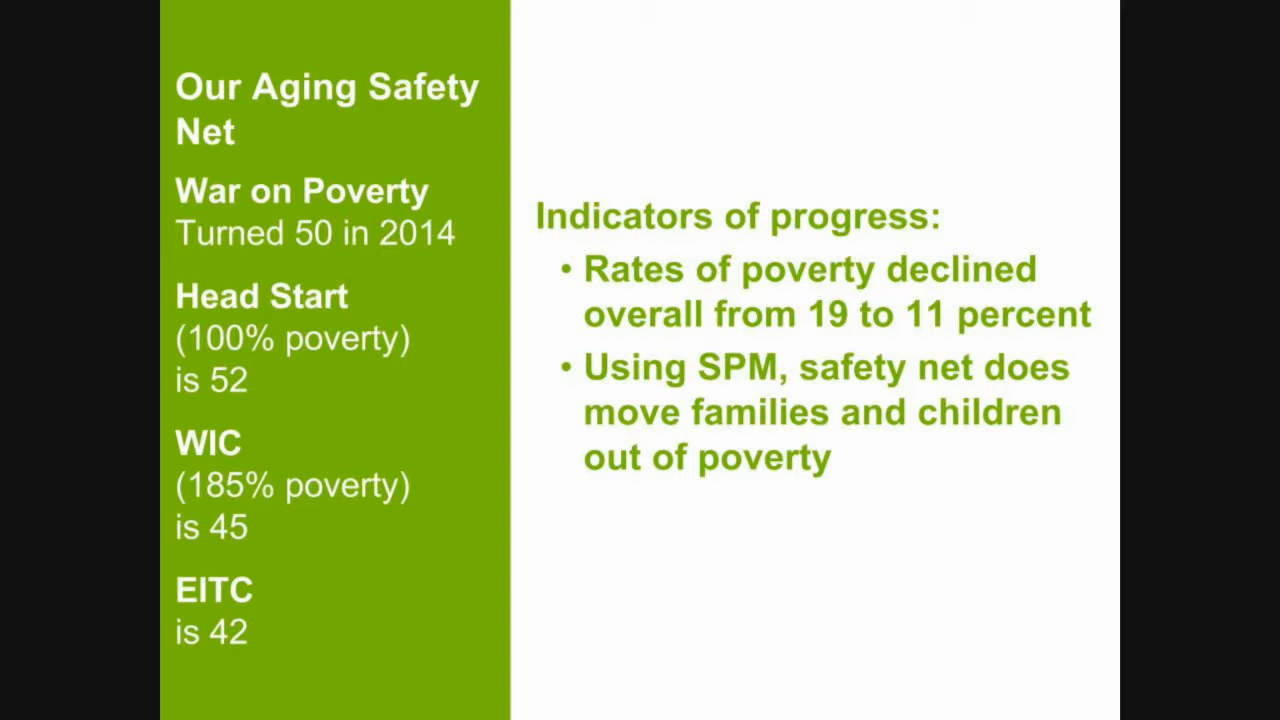 Our Aging Safety
Net
War on Poverty
Turned 50 in 2014
Head Start
(100% poverty)
is 52
WIC
(185% poverty)
is 45
EITC
is 42
Indicators of progress:
• Rates of poverty declined
overall from 19 to 11 percent
• Using SPM, safety net does
move families and children
out of poverty